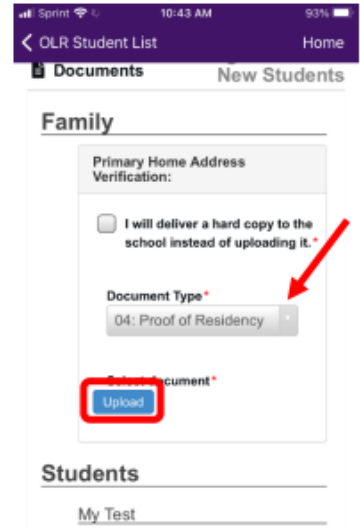 Sprint 10:43 AM 93%
OLR Student List Home
Documents New Students
Family
Primary Home Address
Verification:
I will deliver a hard copy to the
school instead of uploading it.*
Document Type*
04: Proof of Residency
Select document*
Upload
Students
My Test